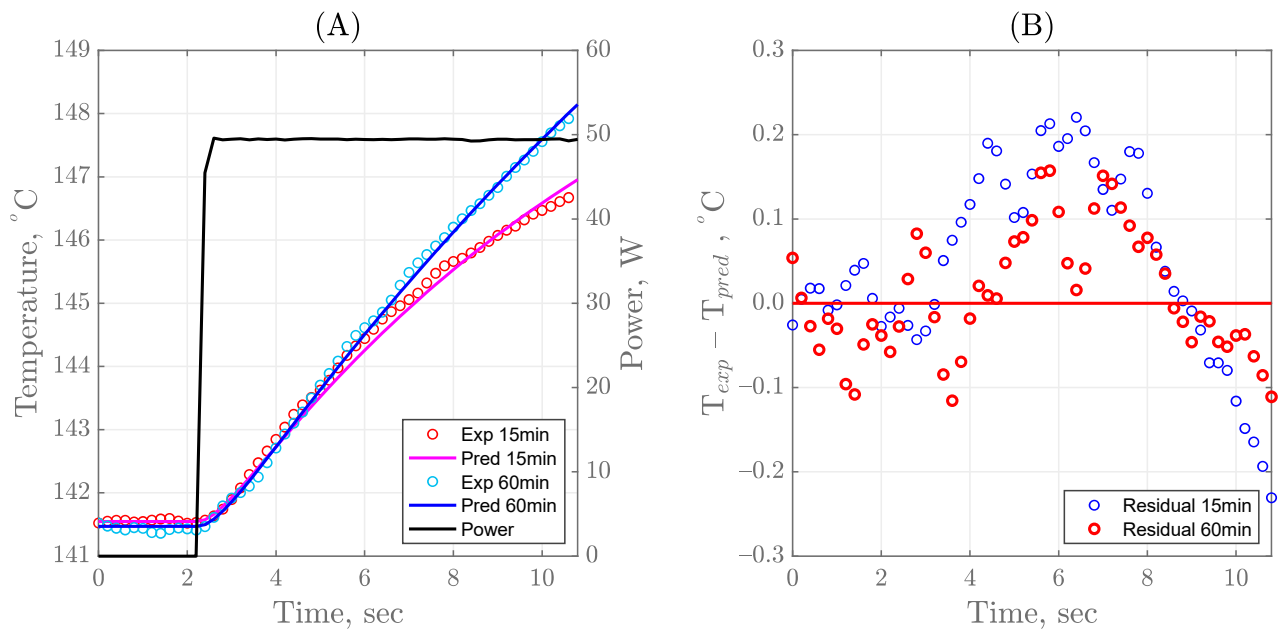 (A)
149
148
147
146
145
144
143
142
141
60
50
40
30
20
10
0
0
2
4
6
8
10
Temperature, °C
Power, W
Time, sec
Exp 15min
Pred 15min
Exp 60min
Pred 60min
Power
(B)
0.3
0.2
0.1
0.0
−0.1
−0.2
−0.3
0
2
4
6
8
10
T_exp − T_pred , °C
Time, sec
Residual 15min
Residual 60min